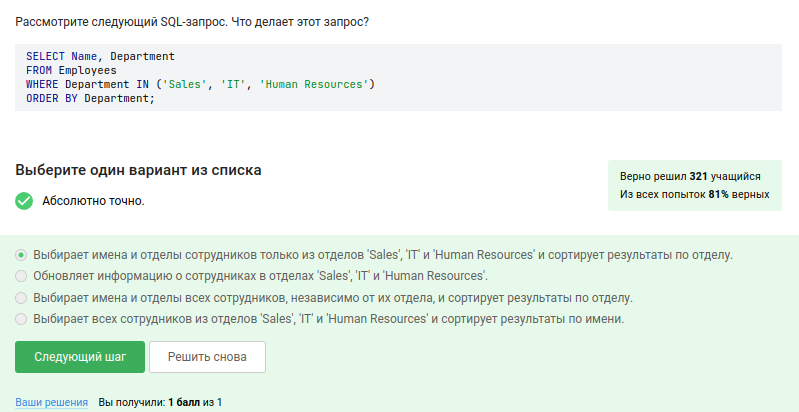 Рассмотрите следующий SQL-запрос. Что делает этот запрос?
SELECT Name, Department
FROM Employees
WHERE Department IN ('Sales', 'IT', 'Human Resources')
ORDER BY Department;
Выберите один вариант из списка
Абсолютно точно.
Верно решил 321 учащийся
Из всех попыток 81% верных
Выбирает имена и отделы сотрудников только из отделов 'Sales', 'IT' и 'Human Resources' и сортирует результаты по отделу.
Обновляет информацию о сотрудниках в отделах 'Sales', 'IT' и 'Human Resources'.
Выбирает имена и отделы всех сотрудников, независимо от их отдела, и сортирует результаты по отделу.
Выбирает всех сотрудников из отделов 'Sales', 'IT' и 'Human Resources' и сортирует результаты по имени.
Следующий шаг
Решить снова
Ваши решения Вы получили: 1 балл из 1